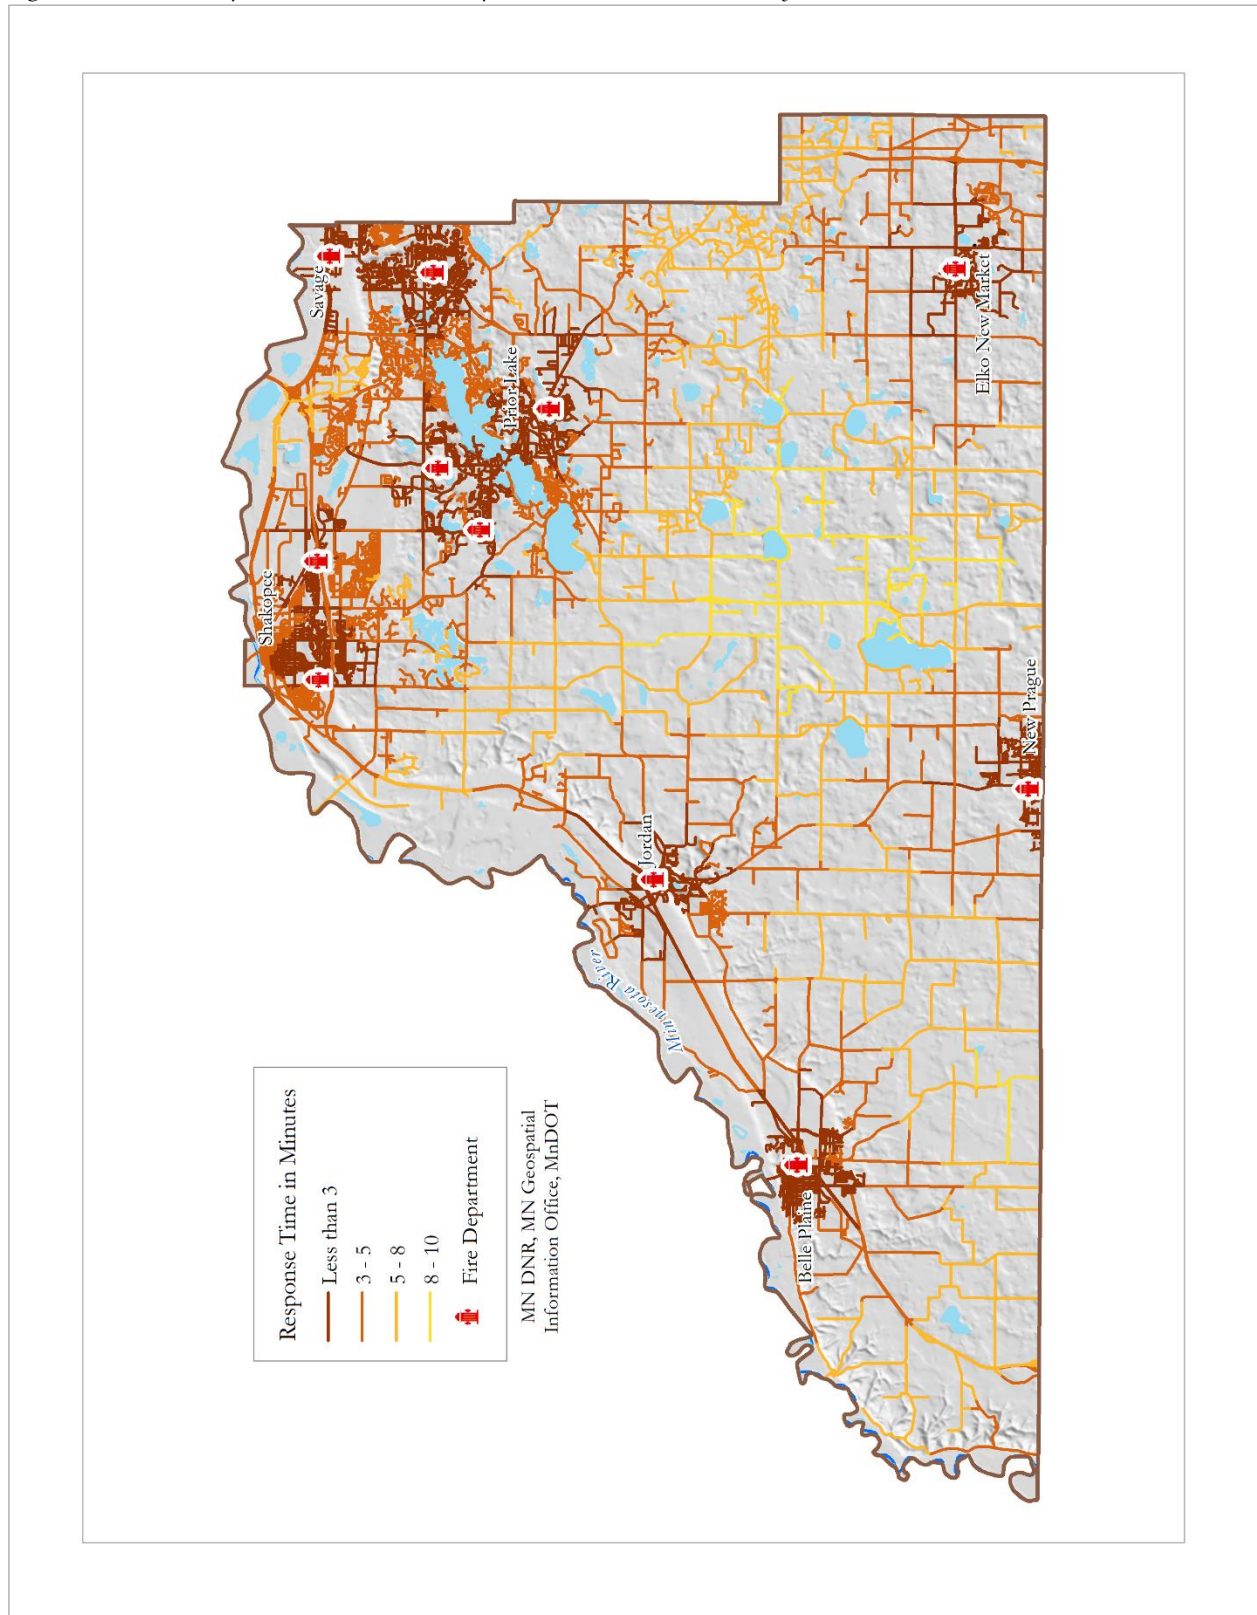 Response Time in Minutes
Less than 3
3 - 5
5 - 8
8 - 10
Fire Department
MN DNR, MN Geospatial
Information Office, MnDOT
Savage
Shakopee
Prior Lake
Jordan
Minnesota River
Belle Plaine
New Prague
Elko New Market